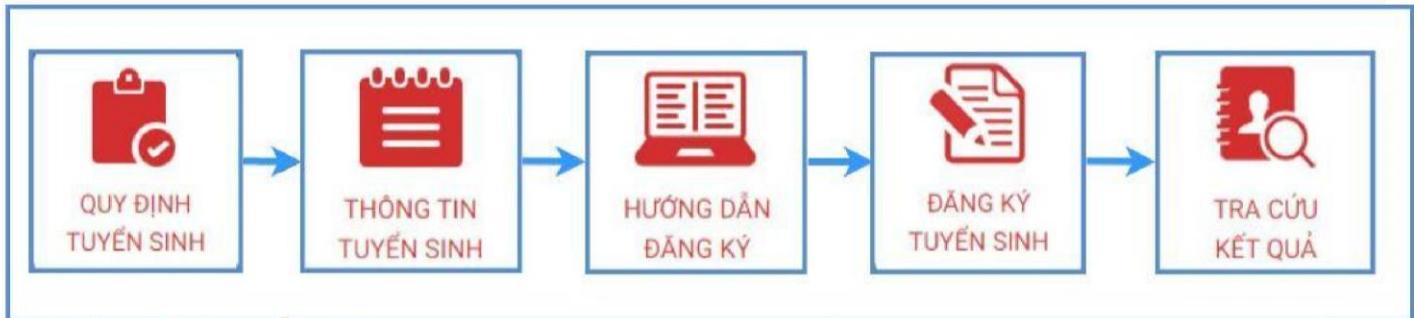 QUY ĐỊNH
TUYỂN SINH
THÔNG TIN
TUYỂN SINH
HƯỚNG DẪN
ĐĂNG KÝ
ĐĂNG KÝ
TUYỂN SINH
TRA CỨU
KẾT QUẢ